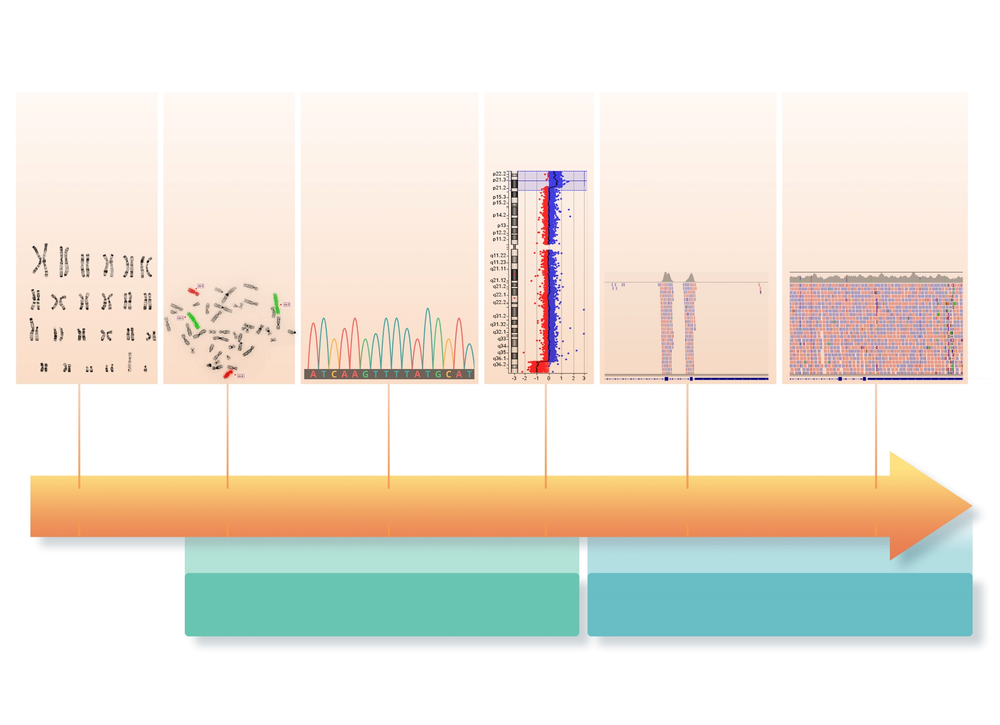 chr 8
chr 2
chr 2
chr 8
A T C A A G T T T T A T G C A T
p22.2
p21.3
p21.2
p15.3
p15.2
p14.2
p13
p12.2
p11.2
q11.22
q11.23
q21.11
q21.12
q21.2
q22.1
q22.2
q31.2
q31.32
q32.1
q33
q34
q35
q36.1
q36.2
-3 -2 -1 0 1 2 3